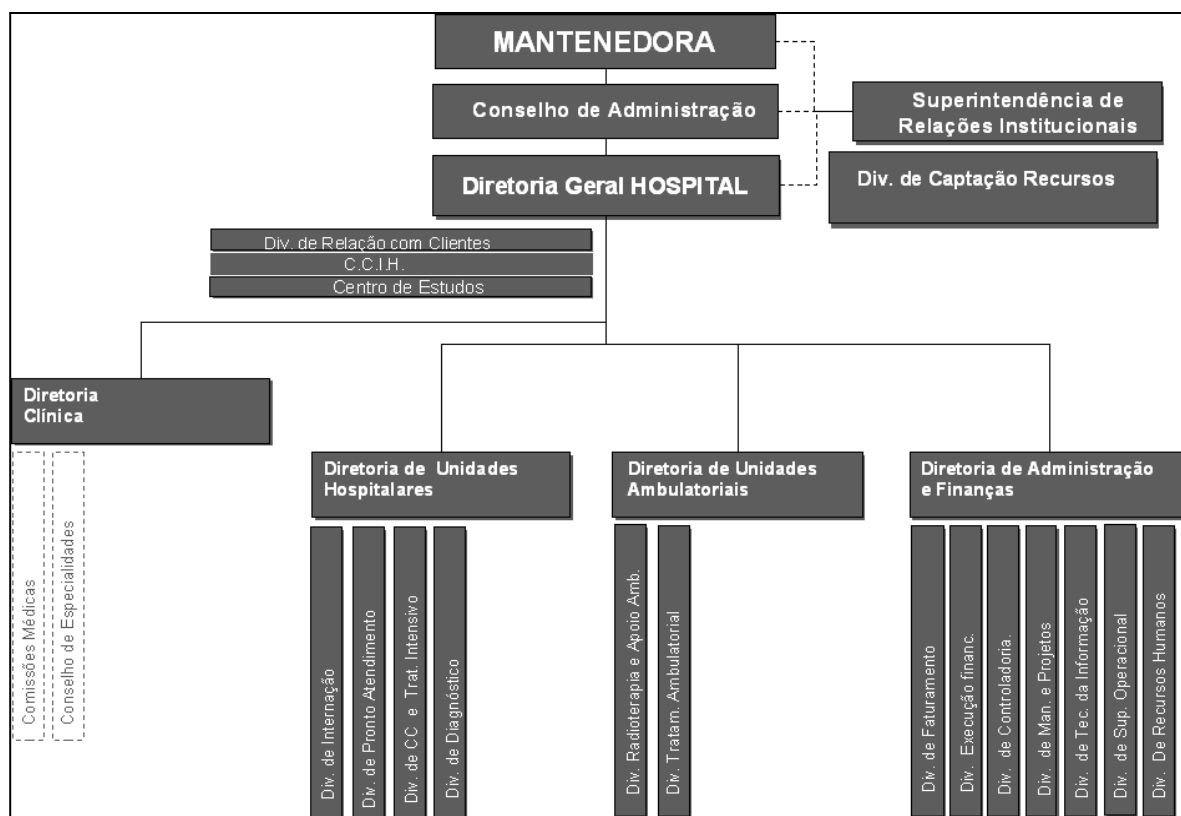 MANTENEDORA
Conselho de Administração
Superintendência de
Relações Institucionais
Diretoria Geral HOSPITAL
Div. de Captação Recursos
Div. de Relação com Clientes
C.C.I.H.
Centro de Estudos
Diretoria
Clínica
Comissões Médicas
Conselho de Especialidades
Diretoria de Unidades
Hospitalares
Div. de Internação
Div. de Pronto Atendimento
Div. de CC e Trat. Intensivo
Div. de Diagnóstico
Diretoria de Unidades
Ambulatoriais
Div. Radioterapia e Apoio Amb.
Div. Tratam. Ambulatorial
Diretoria de Administração
e Finanças
Div. de Faturamento
Div. Execução financ.
Div. de Controladoria.
Div. de Man. e Projetos
Div. de Tec. da Informação
Div. de Sup. Operacional
Div. De Recursos Humanos